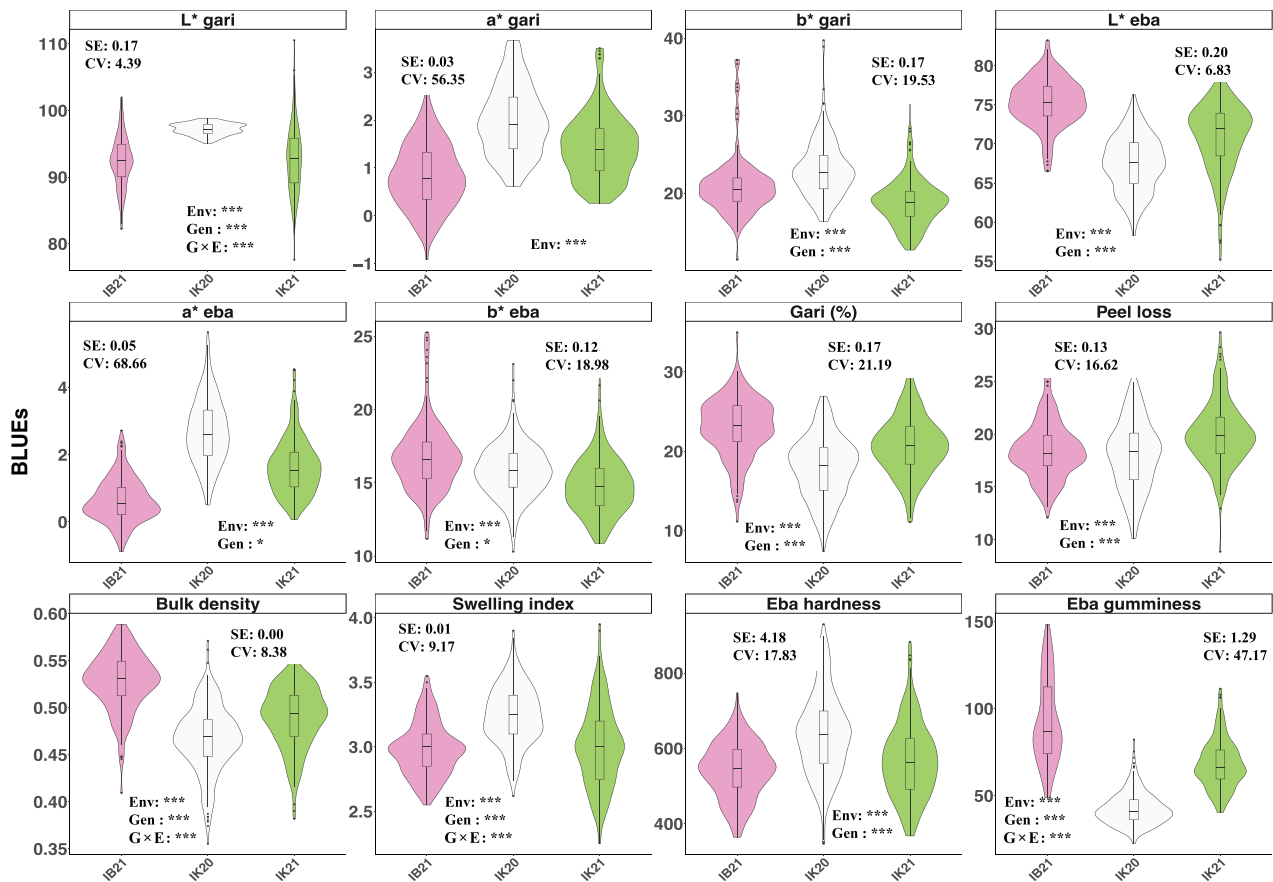 L* gari
a* gari
b* gari
L* eba
SE: 0.17
CV: 4.39
Env: ***
Gen : ***
G×E: ***
110
100
90
80
IB21
IK20
IK21
SE: 0.03
CV: 56.35
Env: ***
3
2
1
0
−1
IB21
IK20
IK21
SE: 0.17
CV: 19.53
Env: ***
Gen : ***
40
30
20
IB21
IK20
IK21
SE: 0.20
CV: 6.83
Env: ***
Gen : ***
80
75
70
65
60
55
IB21
IK20
IK21
BLUEs
a* eba
b* eba
Gari (%)
Peel loss
SE: 0.05
CV: 68.66
Env: ***
Gen : *
4
2
0
IB21
IK20
IK21
SE: 0.12
CV: 18.98
Env: ***
Gen : *
25
20
15
10
IB21
IK20
IK21
SE: 0.17
CV: 21.19
Env: ***
Gen : ***
30
20
10
IB21
IK20
IK21
SE: 0.13
CV: 16.62
Env: ***
Gen : ***
30
25
20
15
10
IB21
IK20
IK21
Bulk density
Swelling index
Eba hardness
Eba gumminess
SE: 0.00
CV: 8.38
Env: ***
Gen : ***
G×E: ***
0.60
0.55
0.50
0.45
0.40
0.35
IB21
IK20
IK21
SE: 0.01
CV: 9.17
Env: ***
Gen : ***
G×E: ***
4.0
3.5
3.0
2.5
IB21
IK20
IK21
SE: 4.18
CV: 17.83
Env: ***
Gen : ***
800
600
400
IB21
IK20
IK21
SE: 1.29
CV: 47.17
Env: ***
Gen : ***
G×E: ***
150
100
50
IB21
IK20
IK21